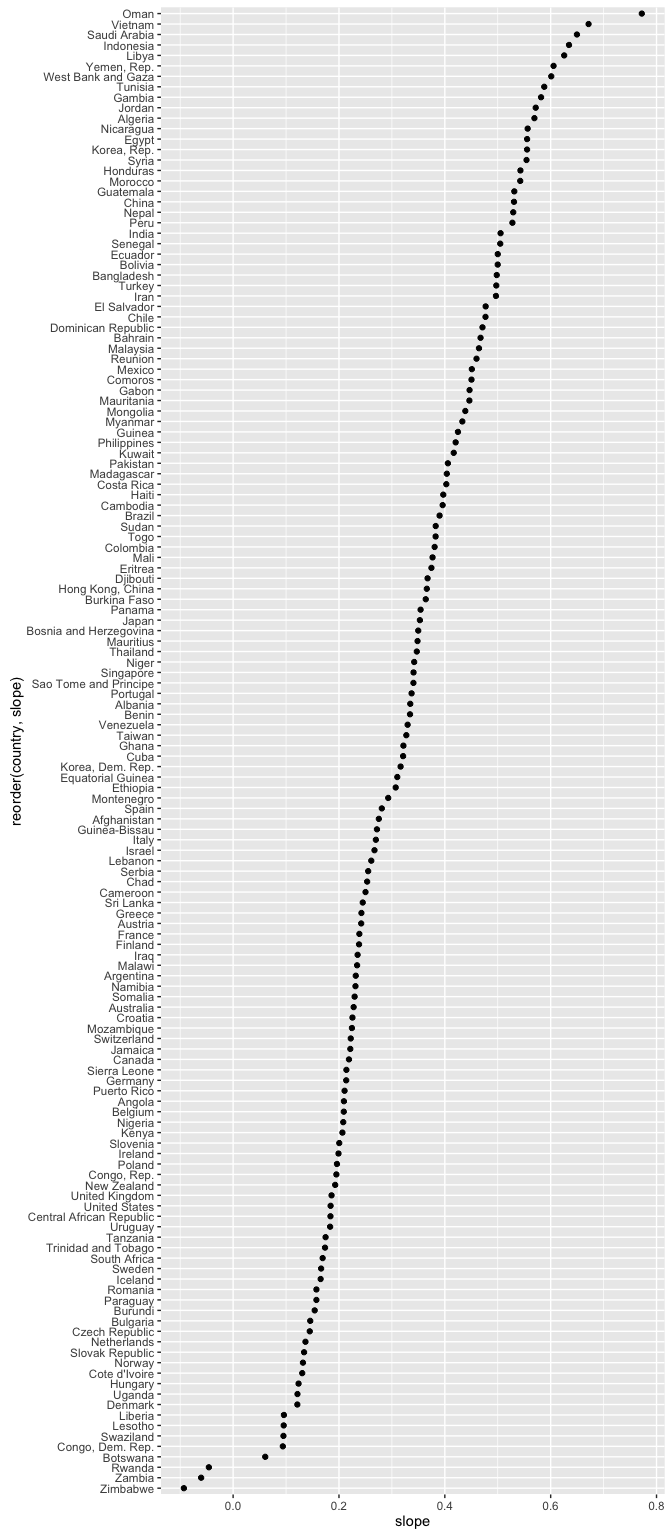 Oman
Vietnam
Saudi Arabia
Indonesia
Libya
Yemen, Rep.
West Bank and Gaza
Tunisia
Gambia
Jordan
Algeria
Nicaragua
Egypt
Korea, Rep.
Syria
Honduras
Morocco
Guatemala
China
Nepal
Peru
India
Senegal
Ecuador
Bolivia
Bangladesh
Turkey
Iran
El Salvador
Chile
Dominican Republic
Bahrain
Malaysia
Reunion
Mexico
Comoros
Gabon
Mauritania
Mongolia
Myanmar
Guinea
Philippines
Kuwait
Pakistan
Madagascar
Costa Rica
Haiti
Cambodia
Brazil
Sudan
Togo
Colombia
Mali
Eritrea
Djibouti
Hong Kong, China
Burkina Faso
Panama
Japan
Bosnia and Herzegovina
Mauritius
Thailand
Niger
Singapore
Sao Tome and Principe
Portugal
Albania
Benin
Venezuela
Taiwan
Ghana
Cuba
Korea, Dem. Rep.
Equatorial Guinea
Ethiopia
Montenegro
Spain
Afghanistan
Guinea-Bissau
Italy
Israel
Lebanon
Serbia
Chad
Cameroon
Sri Lanka
Greece
Austria
France
Finland
Iraq
Malawi
Argentina
Namibia
Somalia
Australia
Croatia
Mozambique
Switzerland
Jamaica
Canada
Sierra Leone
Germany
Puerto Rico
Angola
Belgium
Nigeria
Kenya
Slovenia
Ireland
Poland
Congo, Rep.
New Zealand
United Kingdom
United States
Central African Republic
Uruguay
Tanzania
Trinidad and Tobago
South Africa
Sweden
Iceland
Romania
Paraguay
Burundi
Bulgaria
Czech Republic
Netherlands
Slovak Republic
Norway
Cote d'Ivoire
Hungary
Uganda
Denmark
Liberia
Lesotho
Swaziland
Congo, Dem. Rep.
Botswana
Rwanda
Zambia
Zimbabwe
reorder(country, slope)
0.0 0.2 0.4 0.6 0.8
slope